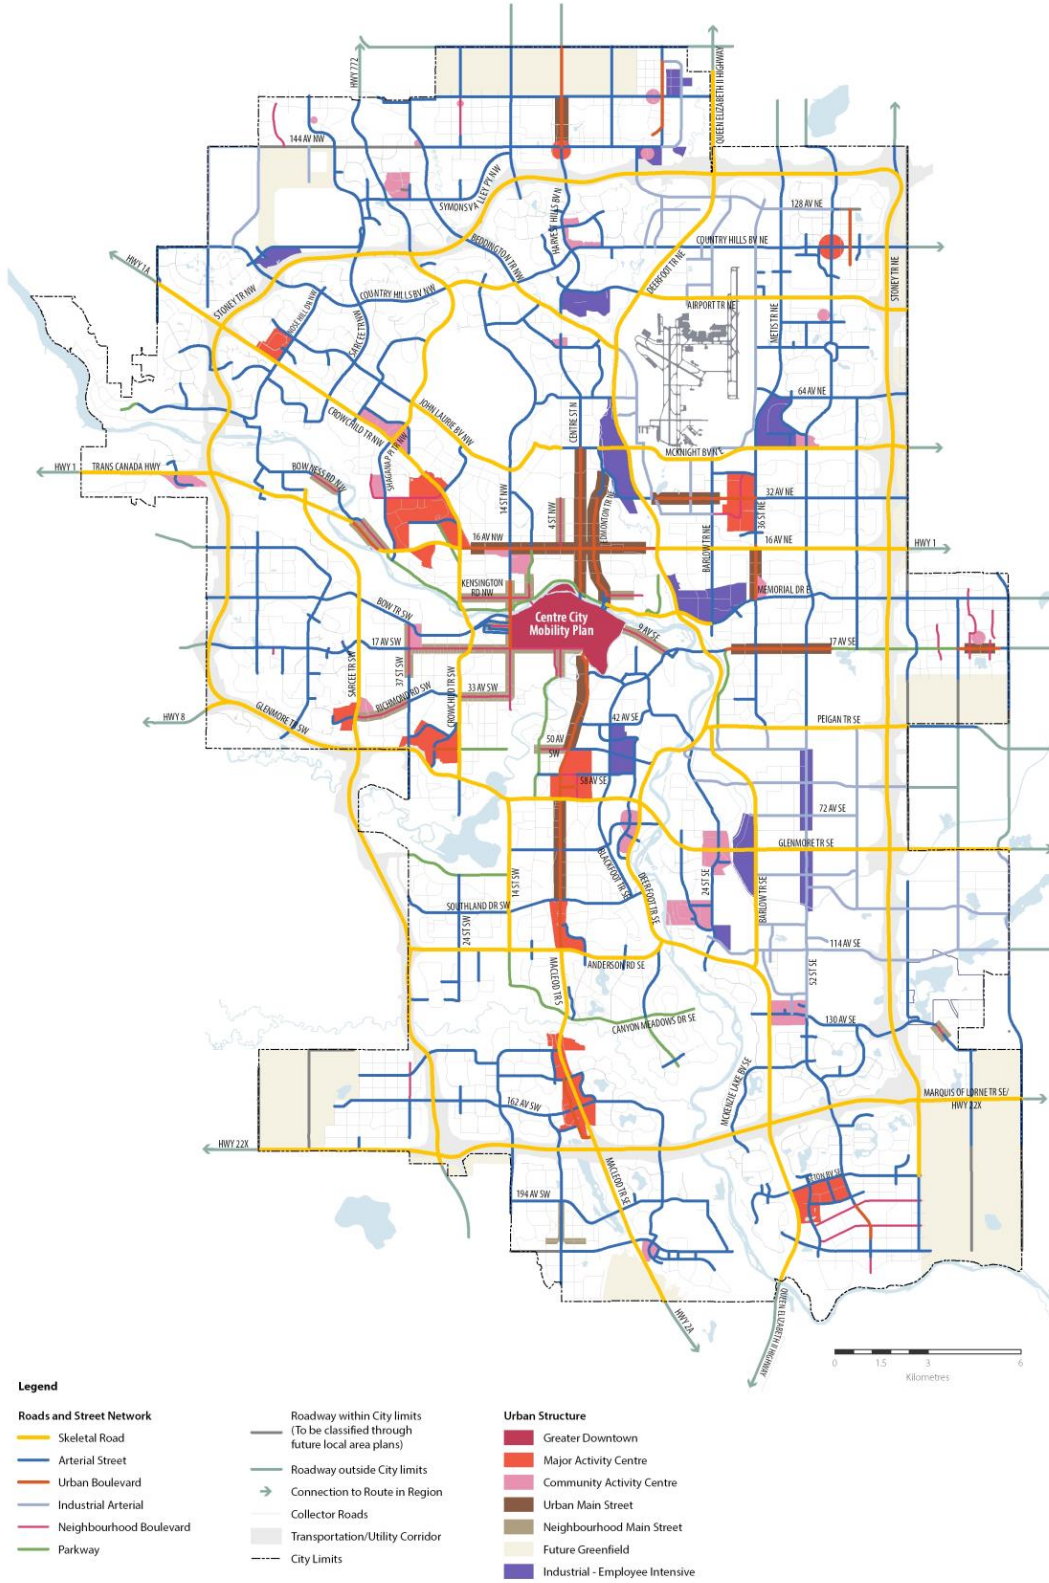 HWY 772
QUEEN ELIZABETH II HIGHWAY
144 AV NW
SYMONS VALLEY PY NW
HARVEST HILLS BV N
128 AV NE
BEDDINGTON TR NW
COUNTRY HILLS BV NE
DEERFOOT TR NE
STONEY TR NE
HWY 1A
STONEY TR NW
COUNTRY HILLS BV NW
AIRPORT TR NE
METIS TR NE
SARCEE TR NW
64 AV NE
JOHN LAURIE BV NW
CROWCHILD TR NW
CENTRE ST N
SHAGANAPPI TR NW
MCKNIGHT BV NE
HWY 1
TRANS CANADA HWY
BOWNESS RD NW
14 ST NW
4 ST NW
EDMONTON TR NE
32 AV NE
36 ST NE
BARLOW TR NE
16 AV NW
16 AV NE
HWY 1
KENSINGTON
RD NW
MEMORIAL DR E
BOW TR SW
Centre City
Mobility Plan
9 AV SE
17 AV SW
17 AV SE
37 ST SW
SARCEE TR SW
RICHMOND RD SW
33 AV SW
CROWCHILD TR SW
HWY 8
GLENMORE TR SW
42 AV SE
PEIGAN TR SE
50 AV
SW
58 AV SE
72 AV SE
GLENMORE TR SE
BLACKFOOT TR SE
14 ST SW
24 ST SE
BARLOW TR SE
DEERFOOT TR SE
SOUTHLAND DR SW
24 ST SW
114 AV SE
ANDERSON RD SE
52 ST SE
MACLEOD TR S
CANYON MEADOWS DR SE
130 AV SE
MCKENZIE LAKE BV SE
MARQUIS OF LORNE TR SE/
HWY 22X
162 AV SW
HWY 22X
MACLEOD TR SE
SETON BV SE
194 AV SW
HWY 2A
QUEEN ELIZABETH II HIGHWAY
0 1.5 3 6
Kilometres
Legend
Roads and Street Network
Skeletal Road
Arterial Street
Urban Boulevard
Industrial Arterial
Neighbourhood Boulevard
Parkway
Roadway within City limits
(To be classified through
future local area plans)
Roadway outside City limits
Connection to Route in Region
Collector Roads
Transportation/Utility Corridor
City Limits
Urban Structure
Greater Downtown
Major Activity Centre
Community Activity Centre
Urban Main Street
Neighbourhood Main Street
Future Greenfield
Industrial - Employee Intensive